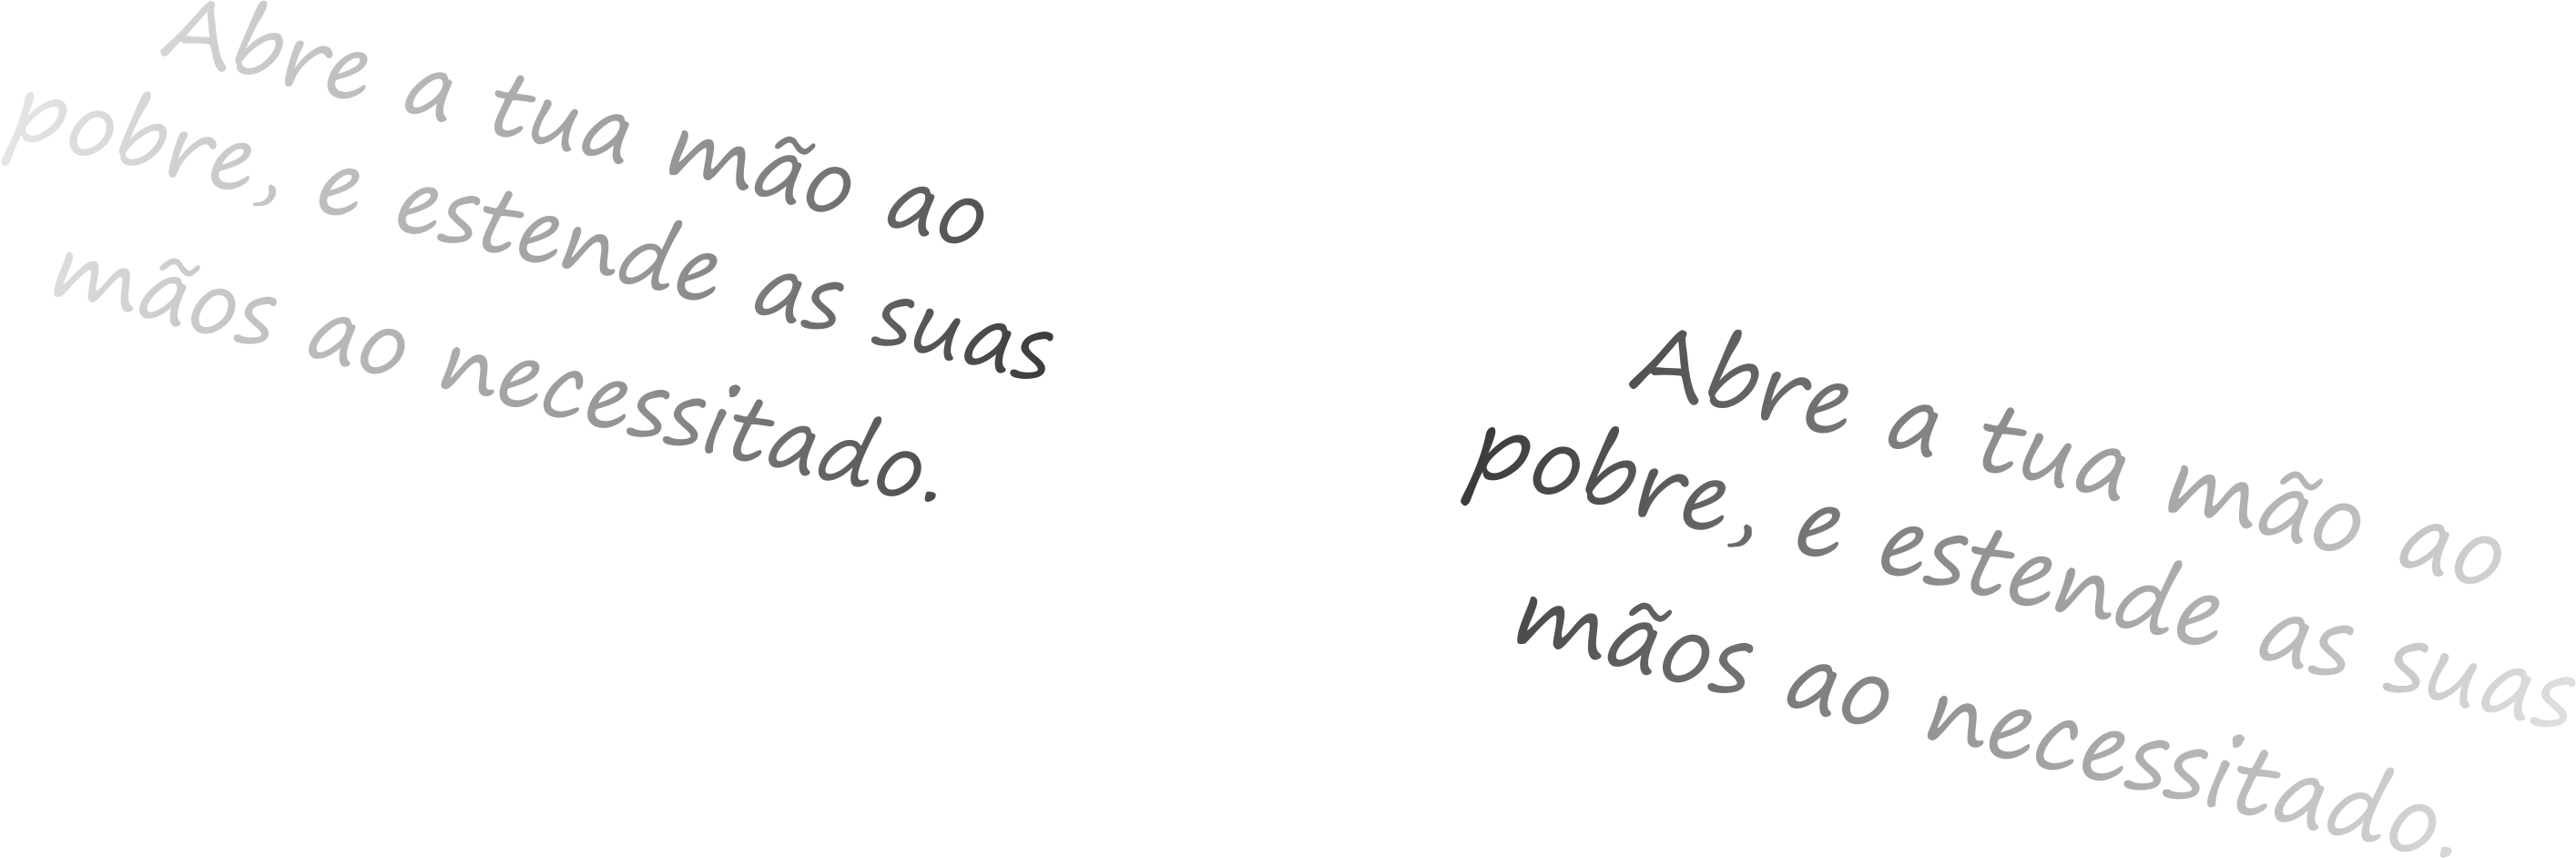 Abre a tua mão ao
pobre, e estende as suas
mãos ao necessitado.
Abre a tua mão ao
pobre, e estende as suas
mãos ao necessitado.